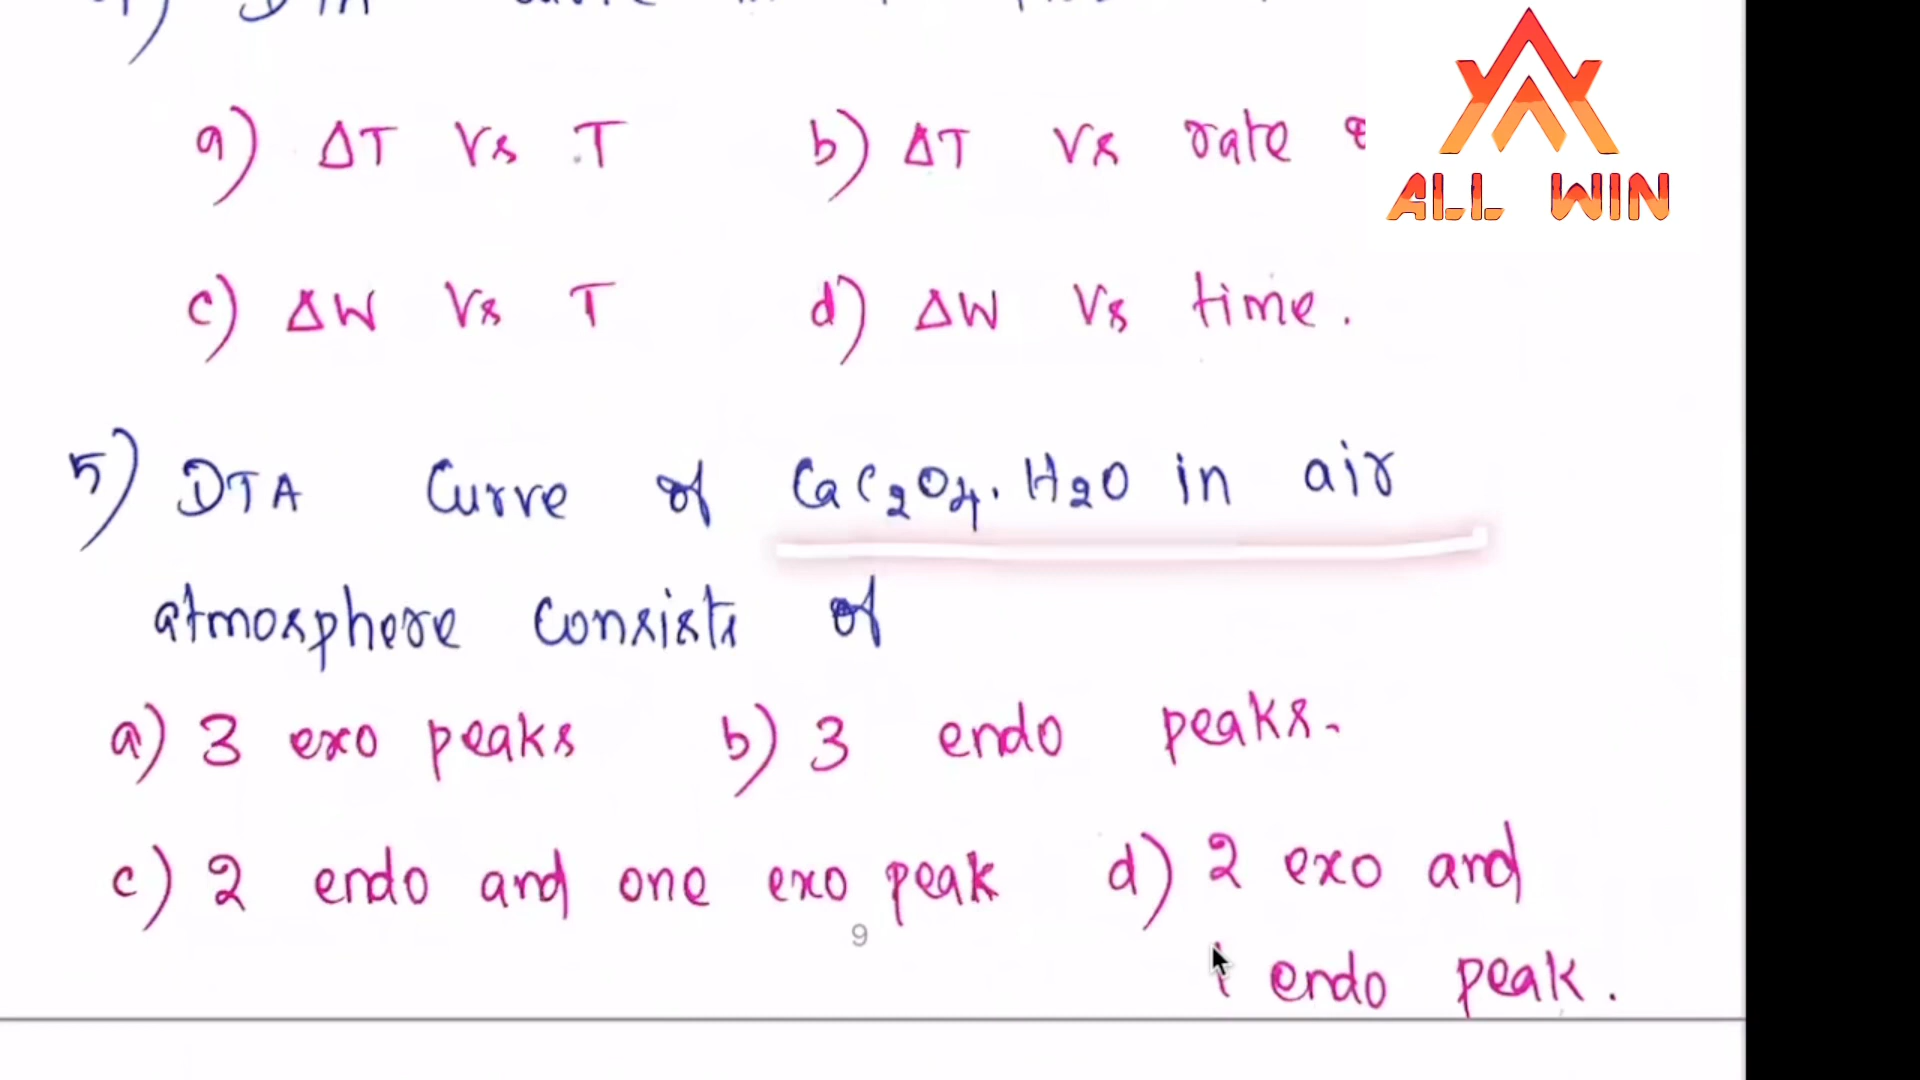 a) ΔT Vs T b) ΔT Vs rate
ALL WIN
c) ΔW Vs T d) ΔW Vs time.
5) DTA Curve of CaC₂O₄.H₂O in air
atmosphere consists of
a) 3 exo peaks b) 3 endo peaks.
c) 2 endo and one exo peak d) 2 exo and
9
1 endo peak.